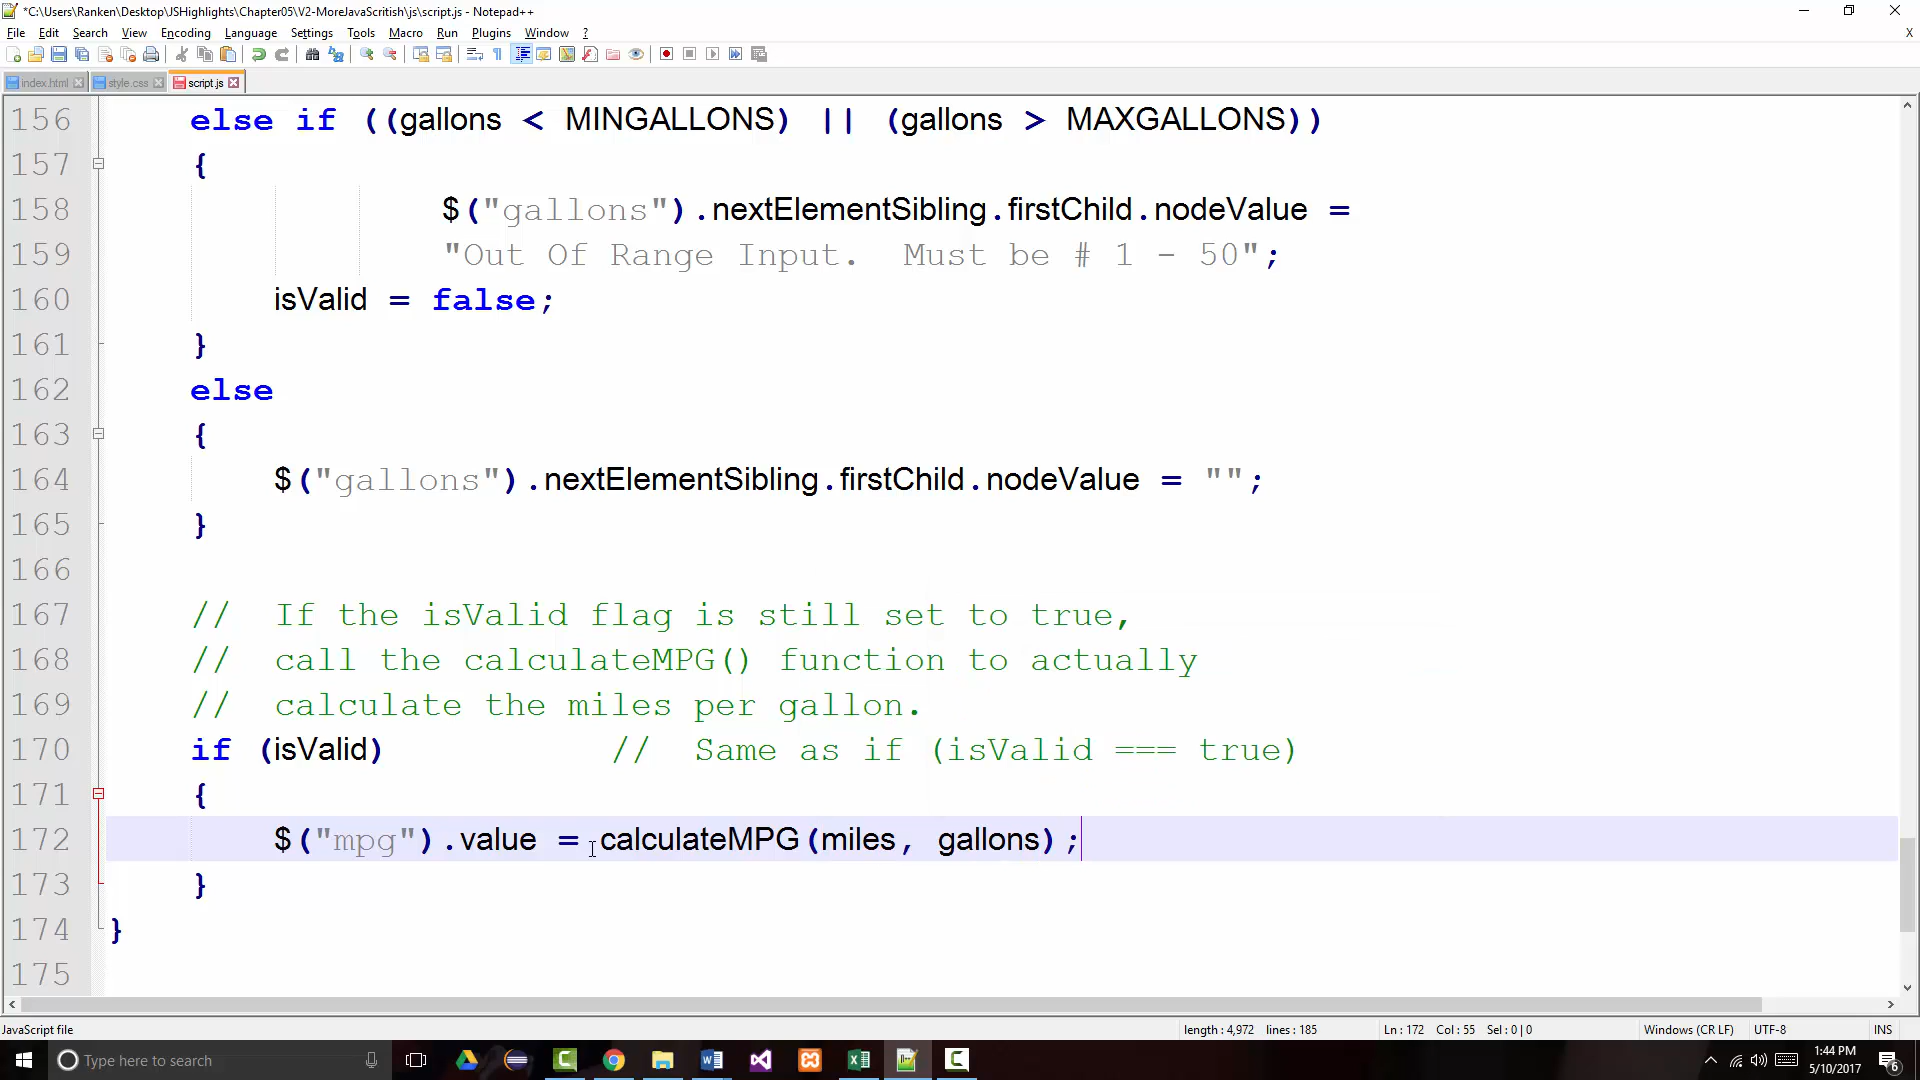 *C:\Users\Ranken\Desktop\JSHighlights\Chapter05\V2-MoreJavaScritish\js\script.js - Notepad++
File Edit Search View Encoding Language Settings Tools Macro Run Plugins Window ? X
index.html style.css script.js
156 else if ((gallons < MINGALLONS) || (gallons > MAXGALLONS))
157 {
158 $("gallons").nextElementSibling.firstChild.nodeValue =
159 "Out Of Range Input.  Must be # 1 - 50";
160 isValid = false;
161 }
162 else
163 {
164 $("gallons").nextElementSibling.firstChild.nodeValue = "";
165 }
166
167 //  If the isValid flag is still set to true,
168 //  call the calculateMPG() function to actually
169 //  calculate the miles per gallon.
170 if (isValid) //  Same as if (isValid === true)
171 {
172 $("mpg").value = calculateMPG(miles, gallons);
173 }
174 }
175
JavaScript file length : 4,972 lines : 185 Ln : 172 Col : 55 Sel : 0 | 0 Windows (CR LF) UTF-8 INS
Type here to search 1:44 PM
5/10/2017 6